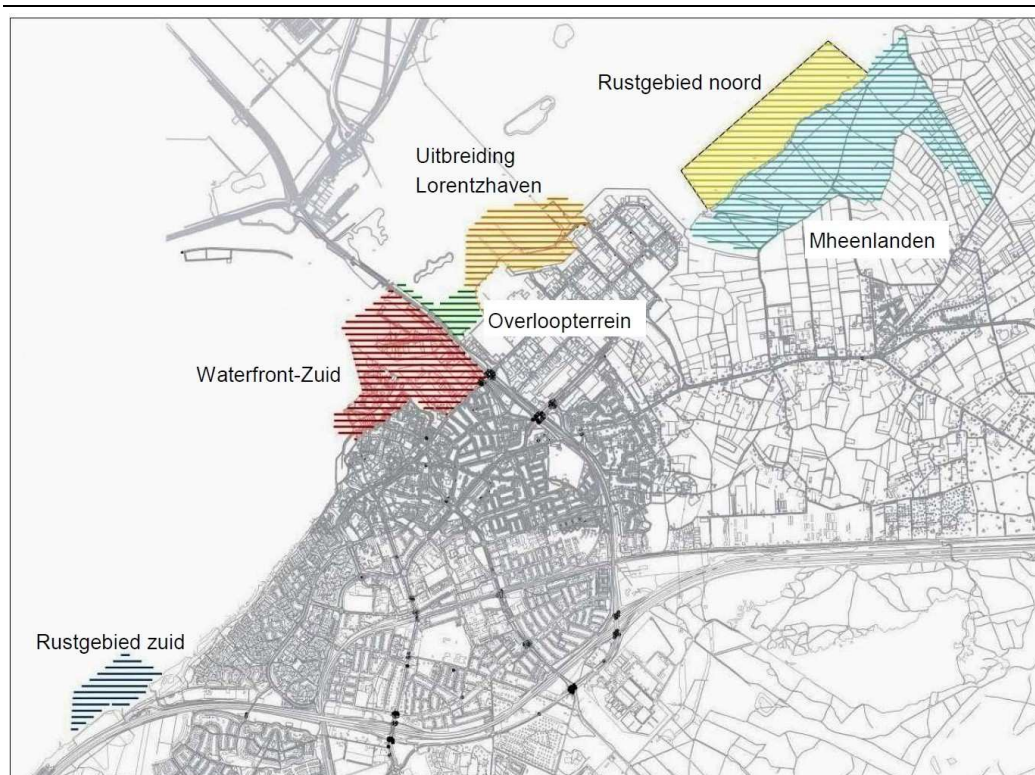 Rustgebied noord
Uitbreiding
Lorentzhaven
Mheenlanden
Overloopterrein
Waterfront-Zuid
Rustgebied zuid